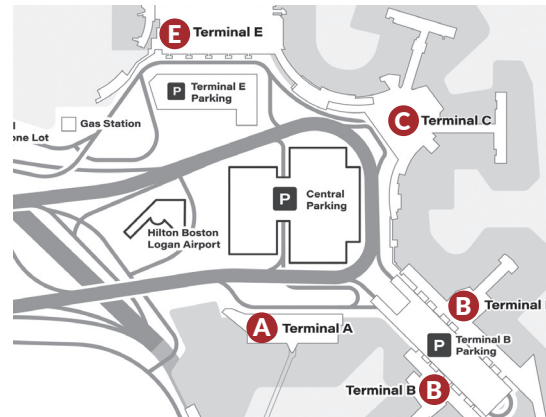 E Terminal E
P Terminal E
Parking
Gas Station
one Lot
C Terminal C
P Central
Parking
Hilton Boston
Logan Airport
B Terminal
A Terminal A
P Terminal B
Parking
Terminal B B